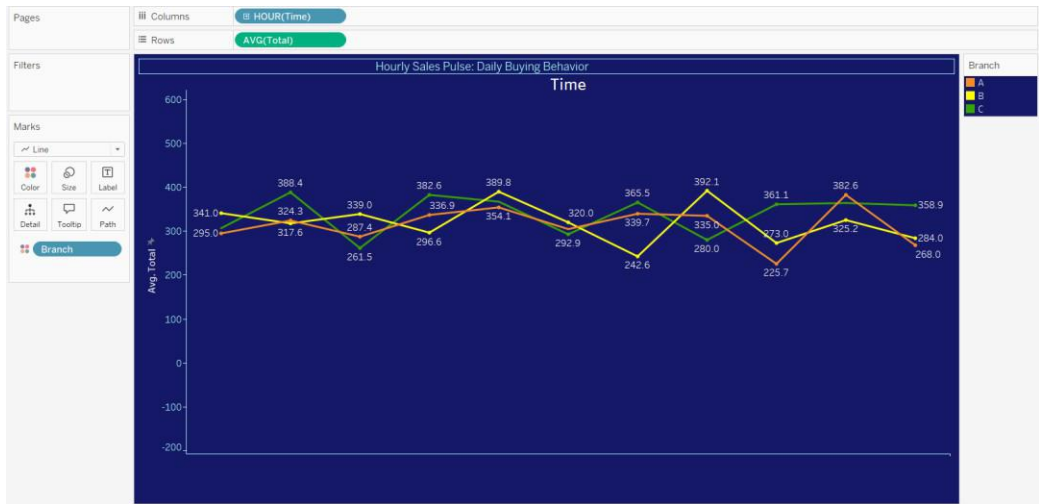 Pages
Columns
HOUR(Time)
Rows
AVG(Total)
Filters
Marks
Line
Color
Size
Label
Detail
Tooltip
Path
Branch
Hourly Sales Pulse: Daily Buying Behavior
Time
600
500
400
300
200
100
0
-100
-200
Avg. Total
341.0
295.0
388.4
324.3
317.6
339.0
287.4
261.5
382.6
336.9
296.6
389.8
354.1
320.0
292.9
365.5
339.7
242.6
392.1
335.0
280.0
361.1
273.0
225.7
382.6
325.2
358.9
284.0
268.0
Branch
A
B
C